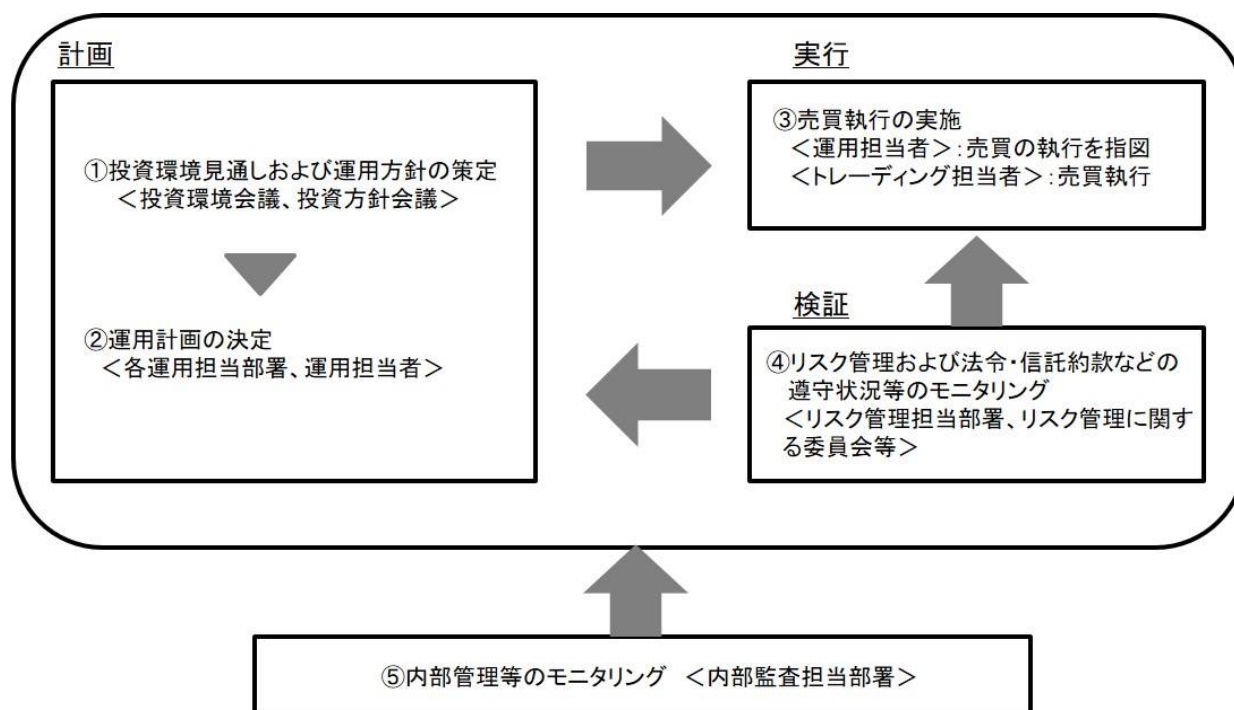 計画
①投資環境見通しおよび運用方針の策定
＜投資環境会議、投資方針会議＞
②運用計画の決定
＜各運用担当部署、運用担当者＞
実行
③売買執行の実施
＜運用担当者＞：売買の執行を指図
＜トレーディング担当者＞：売買執行
検証
④リスク管理および法令・信託約款などの
遵守状況等のモニタリング
＜リスク管理担当部署、リスク管理に関す
る委員会等＞
⑤内部管理等のモニタリング　＜内部監査担当部署＞